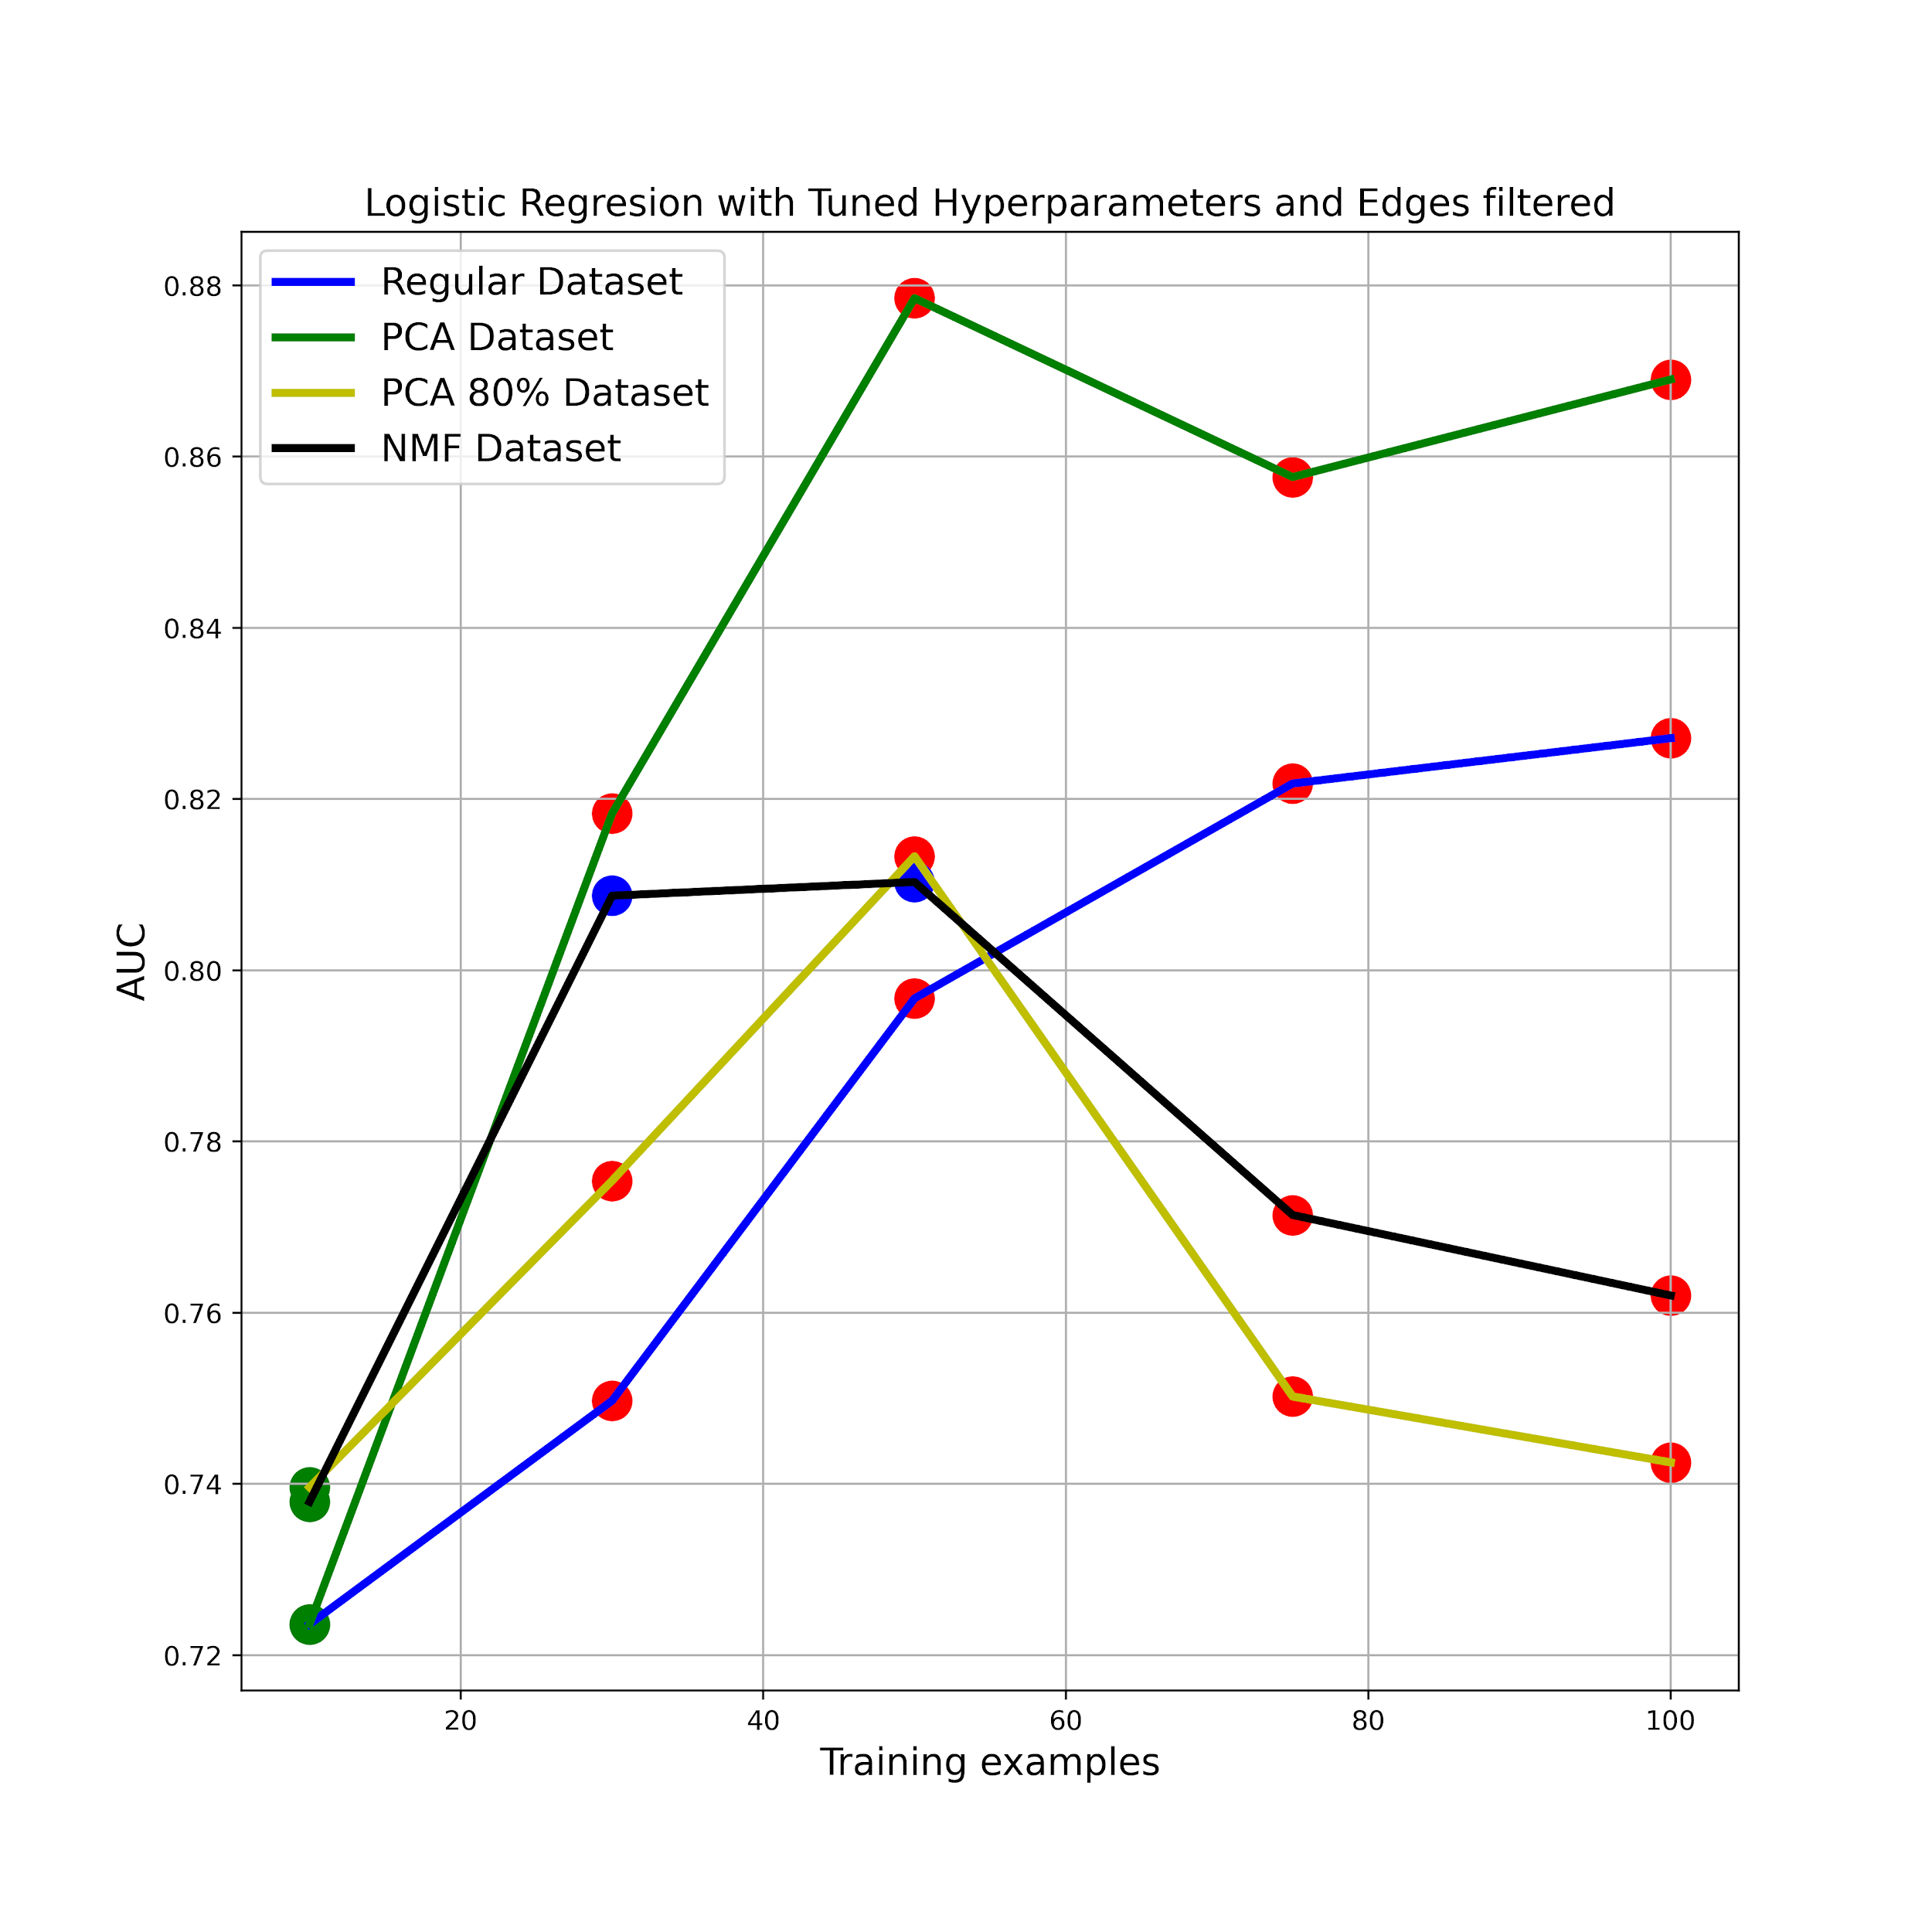 Logistic Regresion with Tuned Hyperparameters and Edges filtered
Regular Dataset
PCA Dataset
PCA 80% Dataset
NMF Dataset
0.88
0.86
0.84
0.82
0.80
0.78
0.76
0.74
0.72
AUC
20 40 60 80 100
Training examples